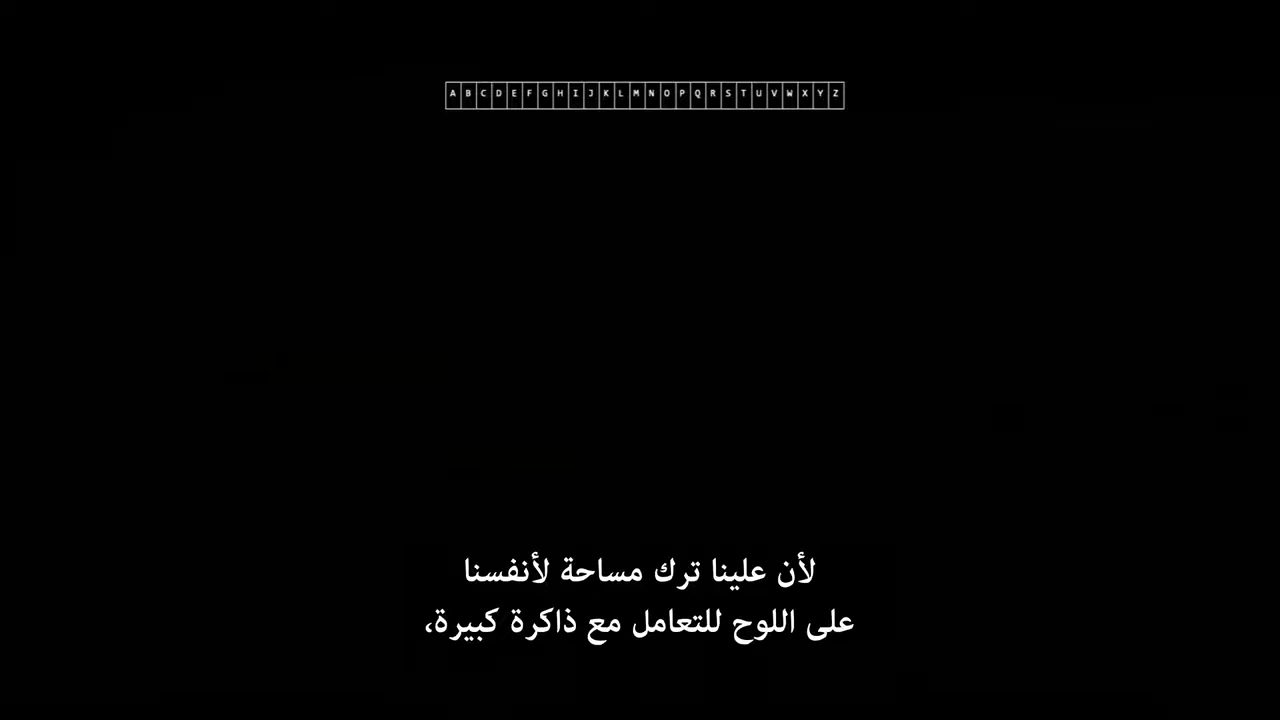 A B C D E F G H I J K L M N O P Q R S T U V W X Y Z
لأن علينا ترك مساحة لأنفسنا
على اللوح للتعامل مع ذاكرة كبيرة،